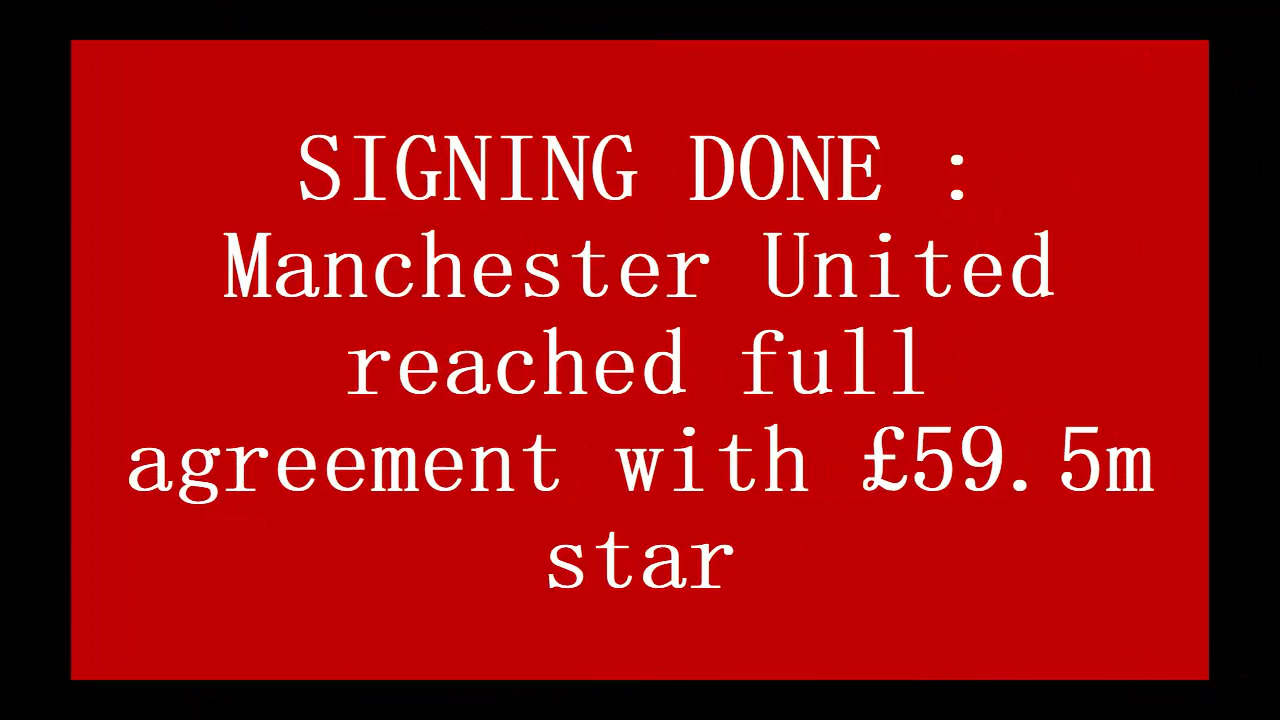 SIGNING DONE :
Manchester United
reached full
agreement with £59.5m
star